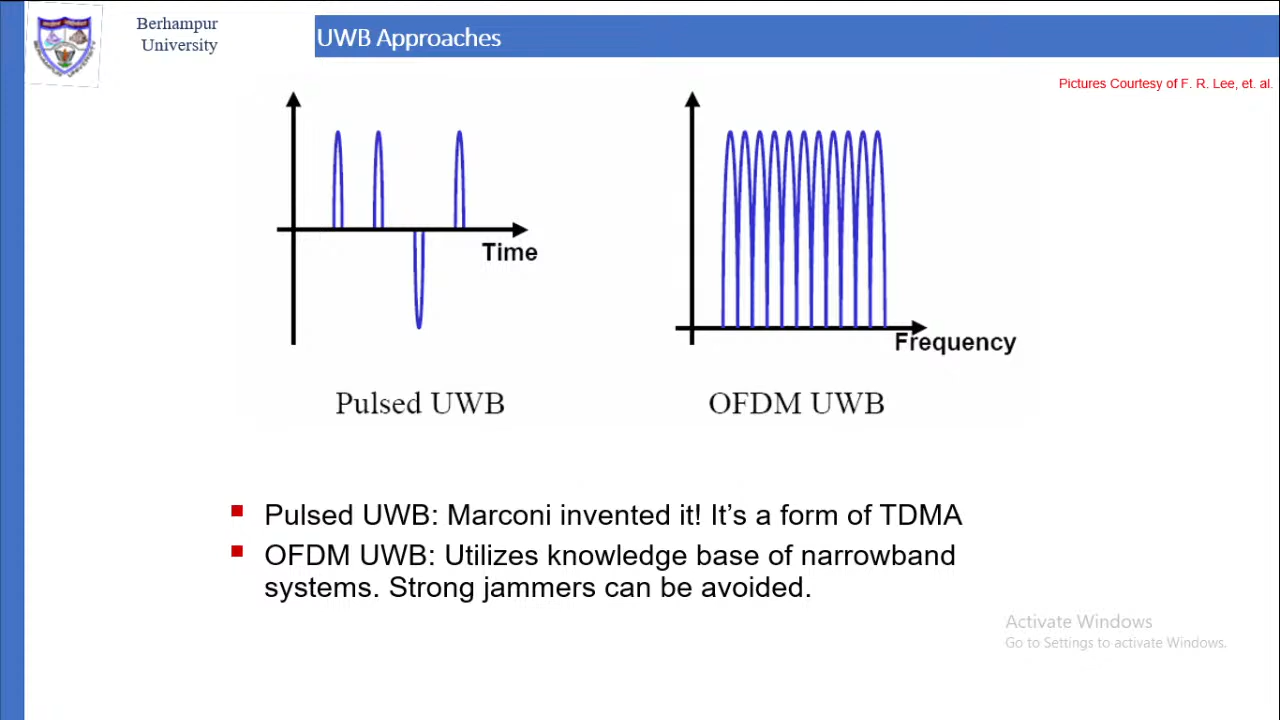 Berhampur
University
UWB Approaches
Pictures Courtesy of F. R. Lee, et. al.
Time
Frequency
Pulsed UWB
OFDM UWB
Pulsed UWB: Marconi invented it! It's a form of TDMA
OFDM UWB: Utilizes knowledge base of narrowband
systems. Strong jammers can be avoided.
Activate Windows
Go to Settings to activate Windows.